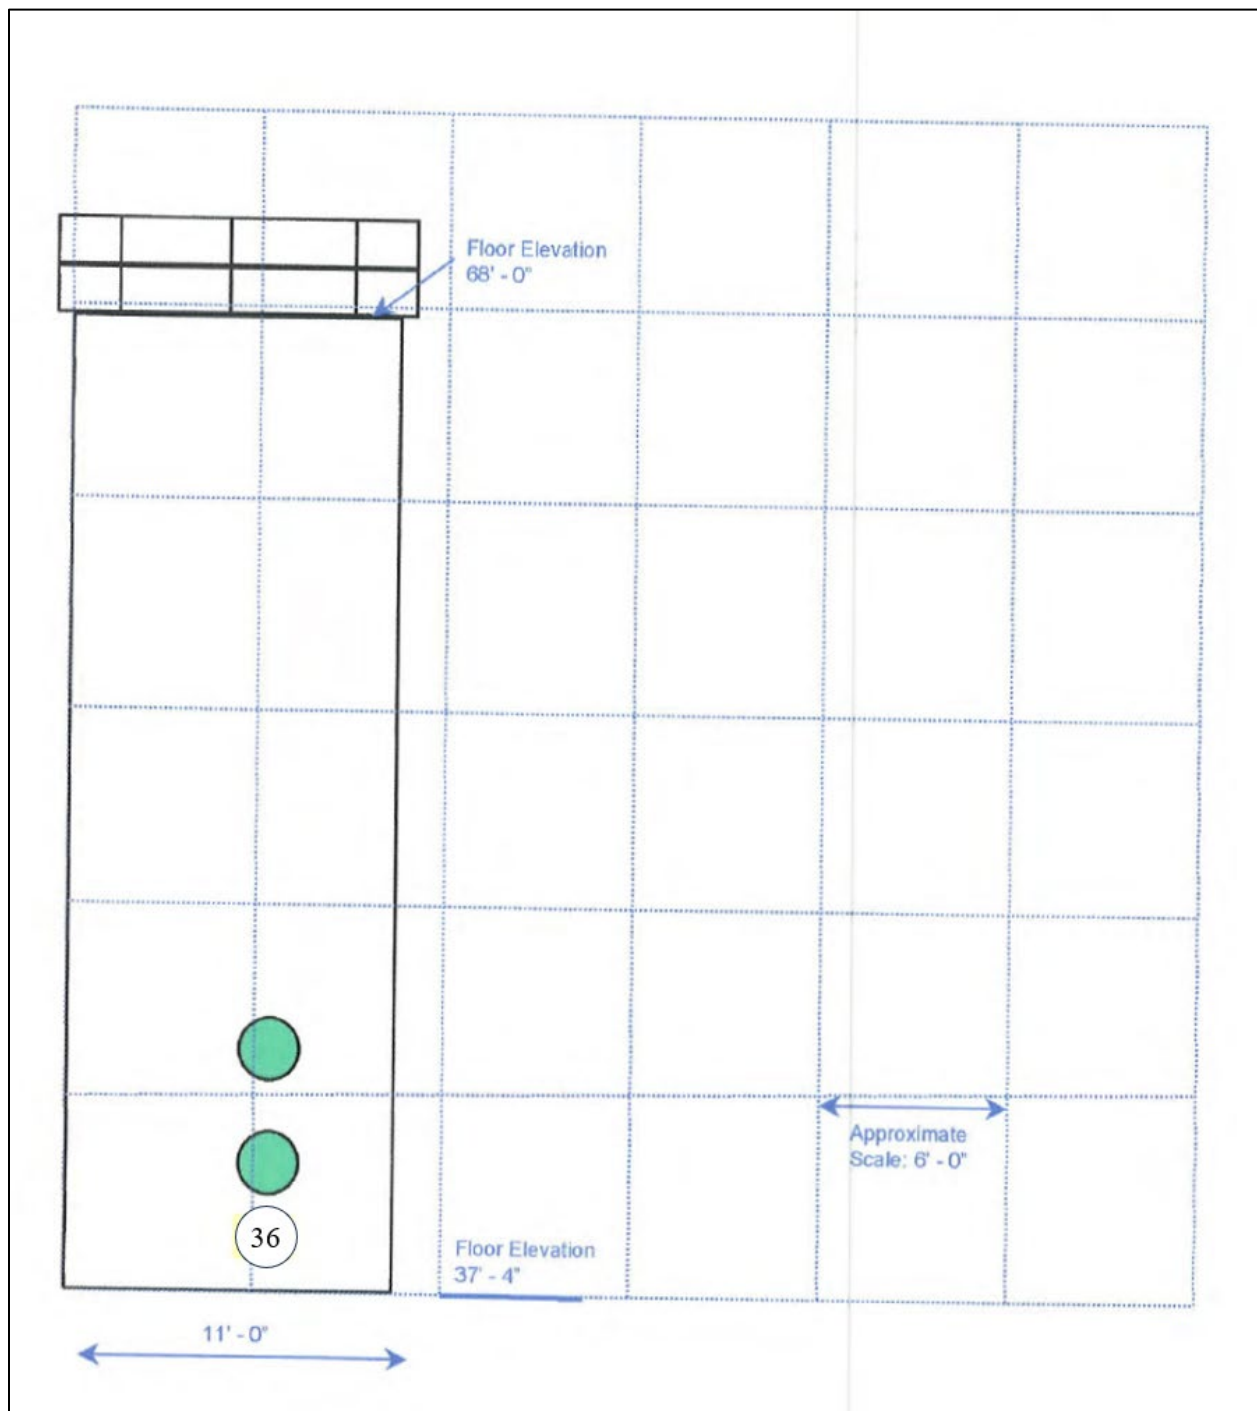 Floor Elevation
68' - 0"
Approximate
Scale: 6' - 0"
36
Floor Elevation
37' - 4"
11' - 0"